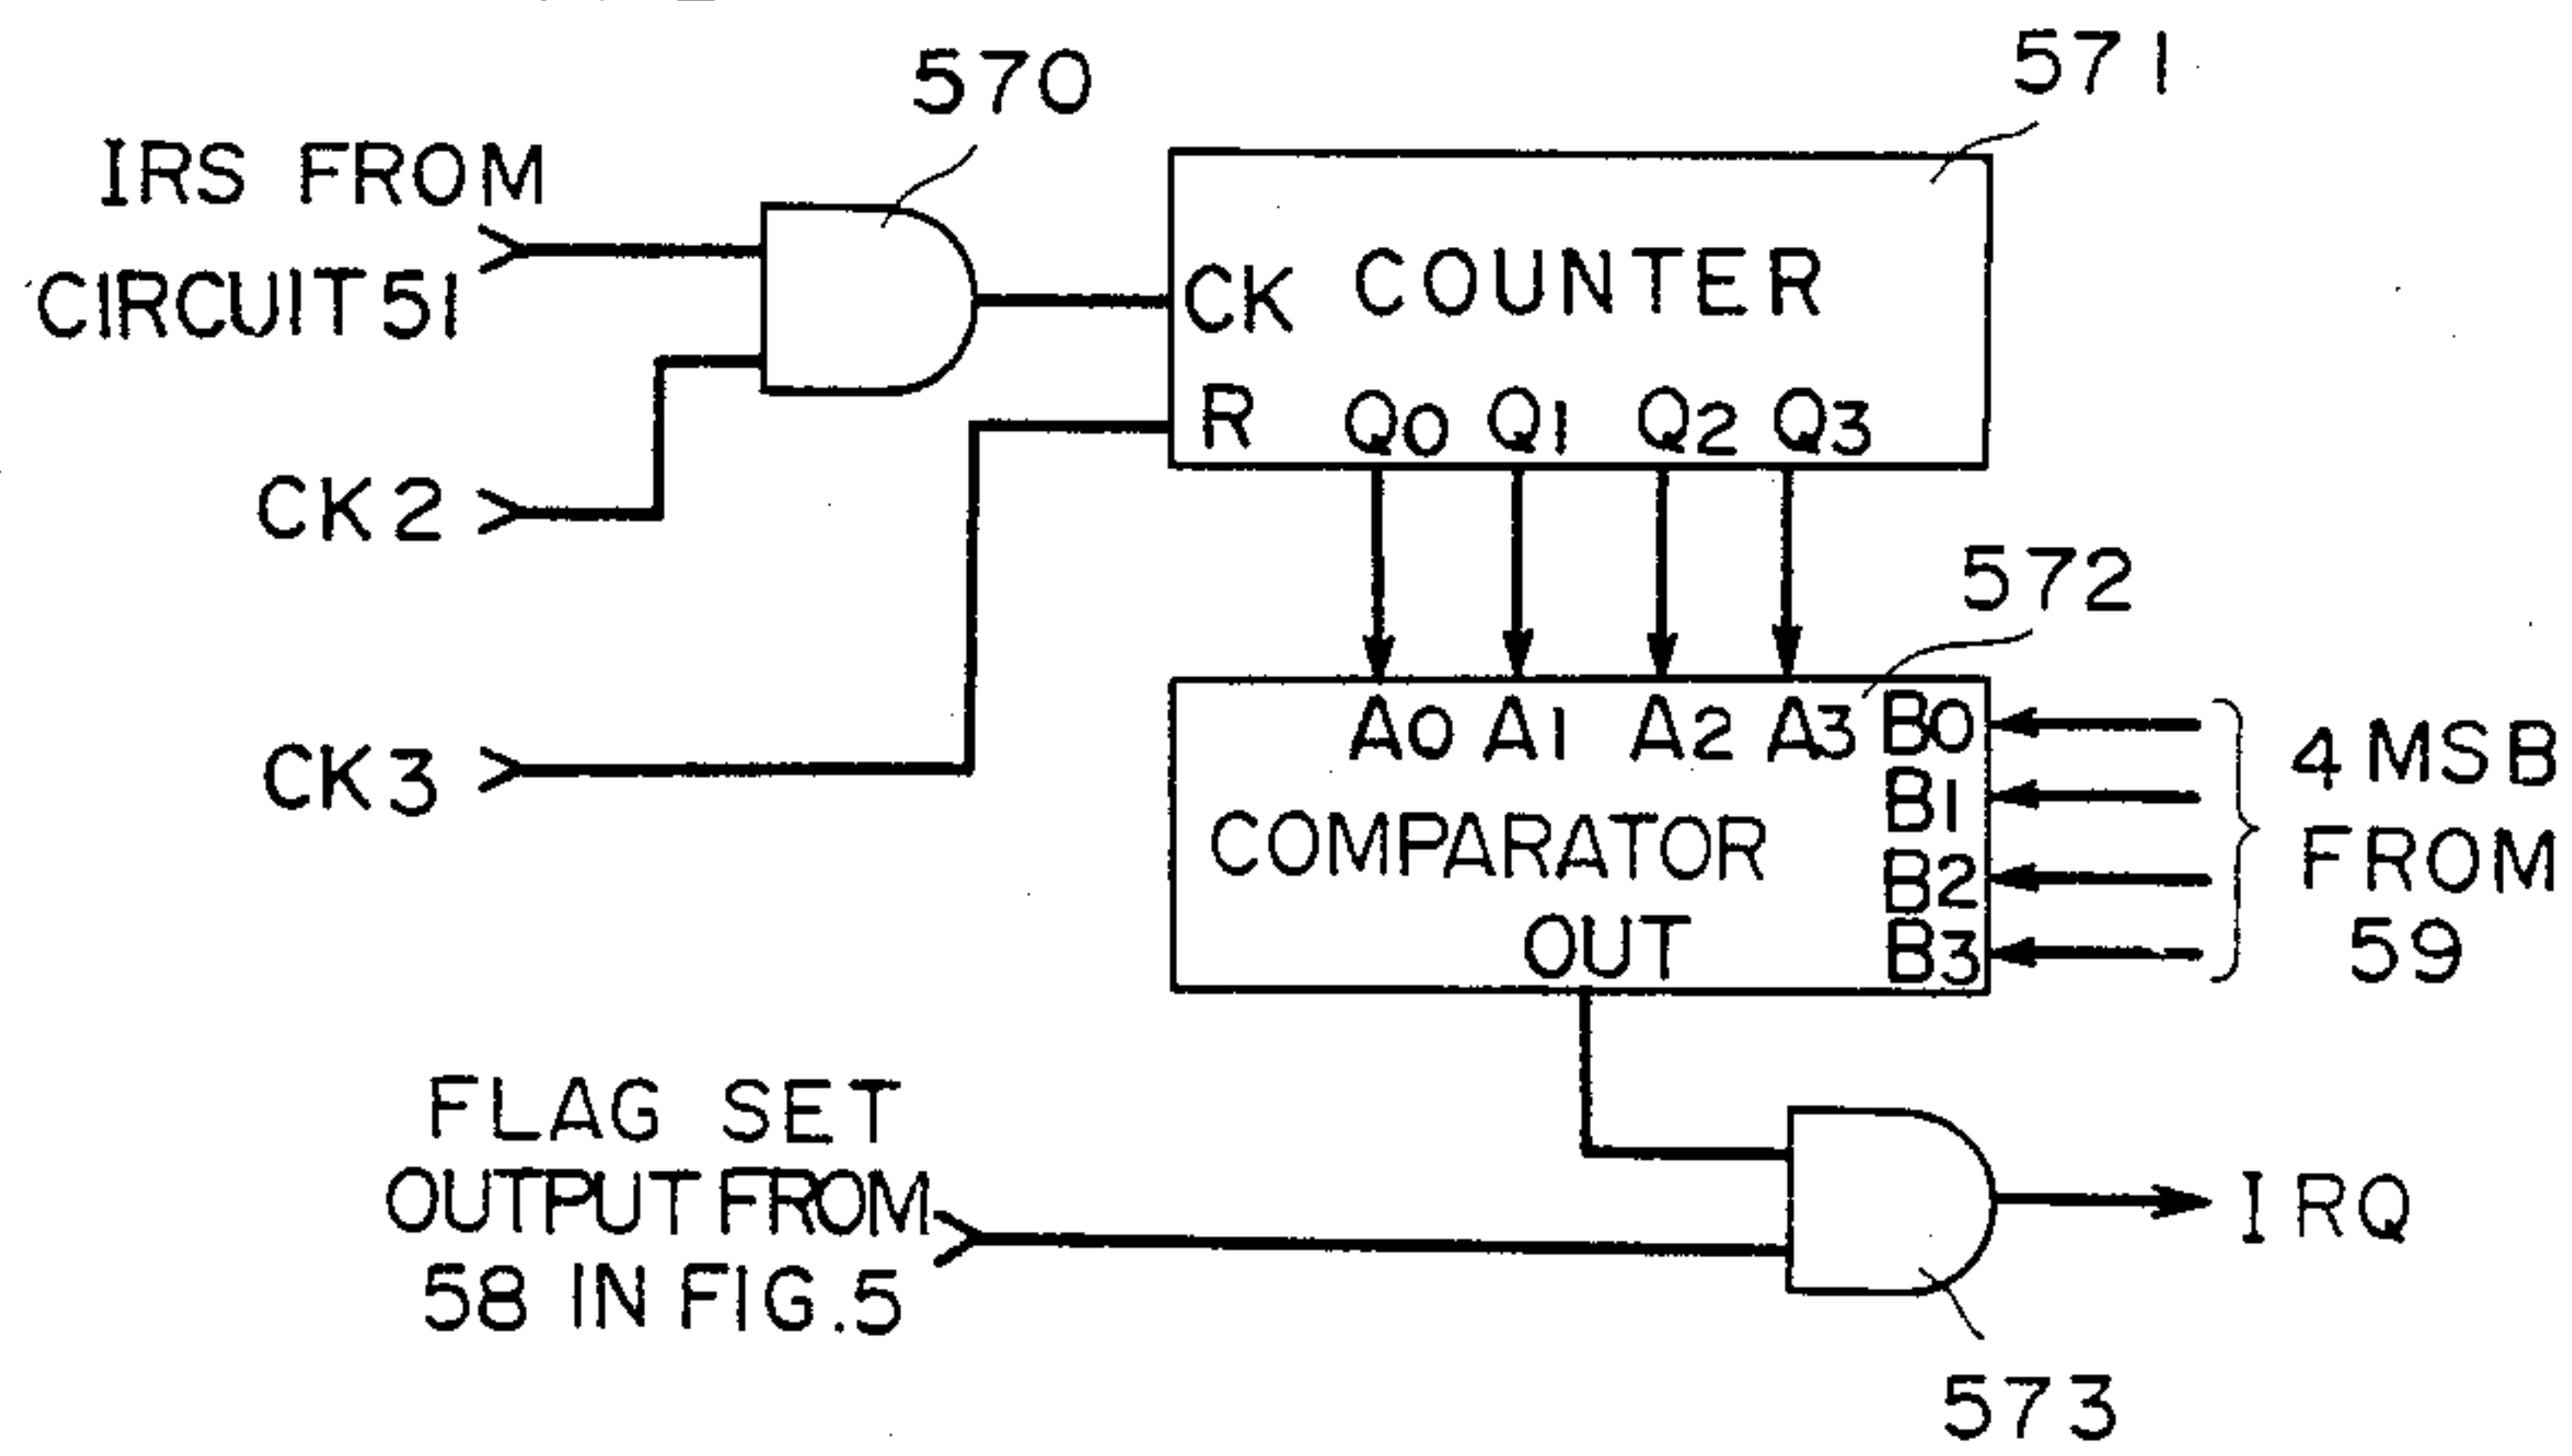 570
571
IRS FROM
CIRCUIT 51
CK COUNTER
R Q0 Q1 Q2 Q3
CK2
572
CK3
A0 A1 A2 A3 B0
B1
COMPARATOR
B2
OUT B3
4 MSB
FROM
59
FLAG SET
OUTPUT FROM
58 IN FIG.5
IRQ
573